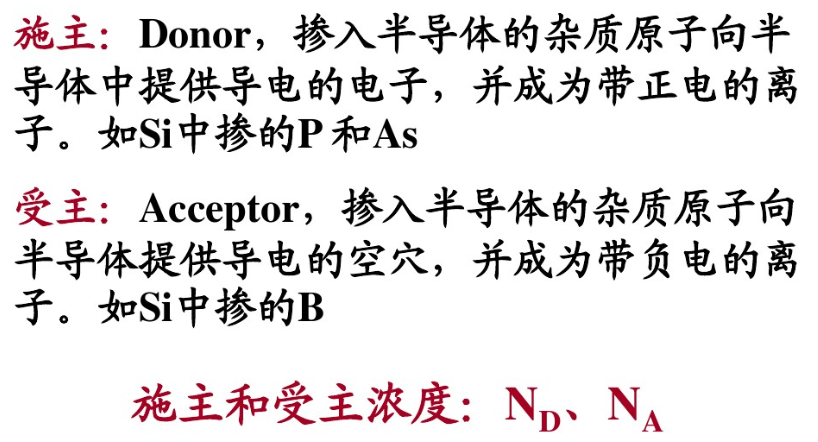 施主：Donor，掺入半导体的杂质原子向半
导体中提供导电的电子，并成为带正电的离
子。如Si中掺的P 和As
受主：Acceptor，掺入半导体的杂质原子向
半导体提供导电的空穴，并成为带负电的离
子。如Si中掺的B
施主和受主浓度：N_D、N_A